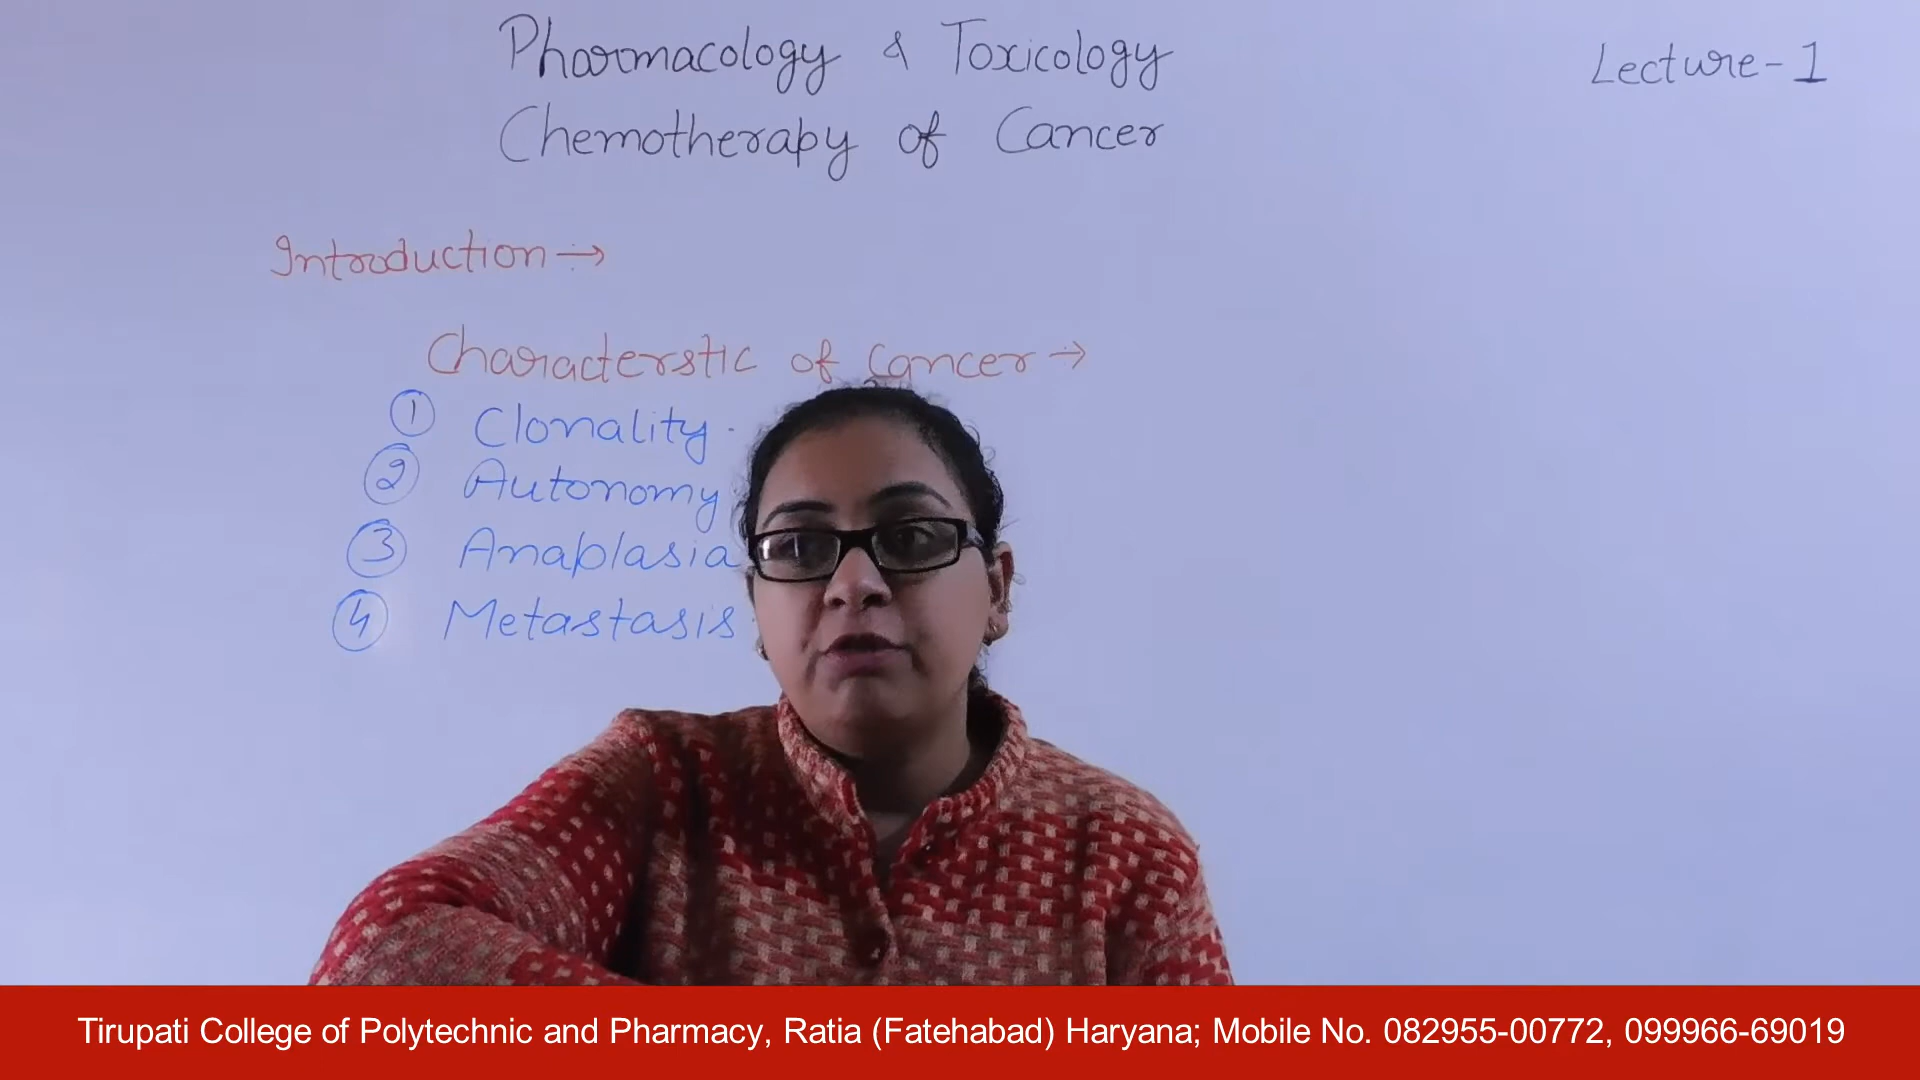 Pharmacology & Toxicology
Lecture-1
Chemotherapy of Cancer
Introduction →
Characterstic of Cancer →
① Clonality.
② Autonomy
③ Anaplasia
④ Metastasis
Tirupati College of Polytechnic and Pharmacy, Ratia (Fatehabad) Haryana; Mobile No. 082955-00772, 099966-69019